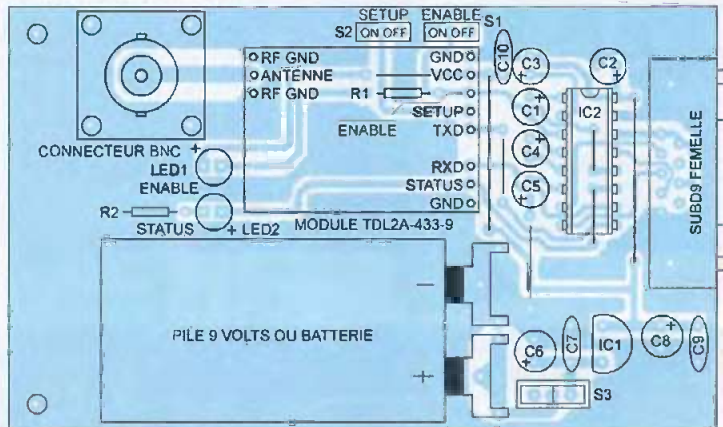 SETUP ENABLE
S2 ON OFF ON OFF S1
RF GND
ANTENNE
RF GND
GND
VCC
R1
SETUP
ENABLE
TXD
RXD
STATUS
GND
MODULE TDL2A-433-9
C10
C3
C2
C1
IC2
C4
C5
SUBD9 FEMELLE
CONNECTEUR BNC
+
LED1
ENABLE
R2
STATUS
+ LED2
PILE 9 VOLTS OU BATTERIE
−
+
C6
C7
IC1
C8
C9
S3